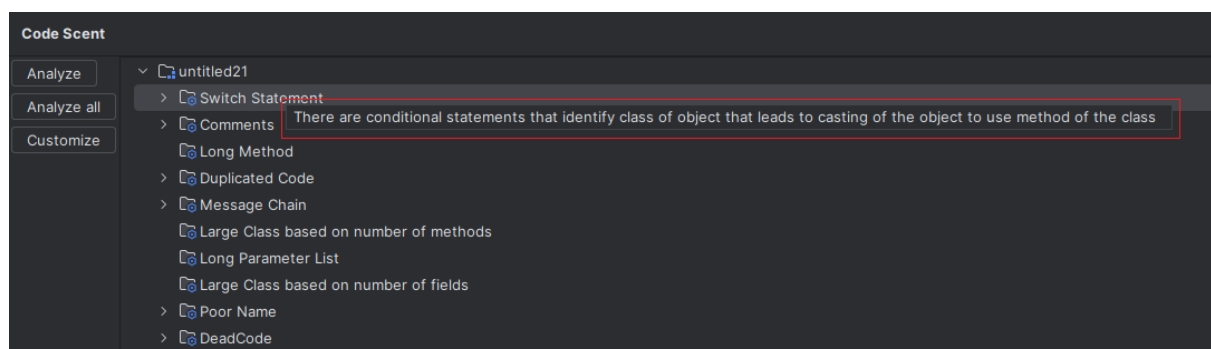 Code Scent
Analyze
Analyze all
Customize
untitled21
Switch Statement
There are conditional statements that identify class of object that leads to casting of the object to use method of the class
Comments
Long Method
Duplicated Code
Message Chain
Large Class based on number of methods
Long Parameter List
Large Class based on number of fields
Poor Name
DeadCode